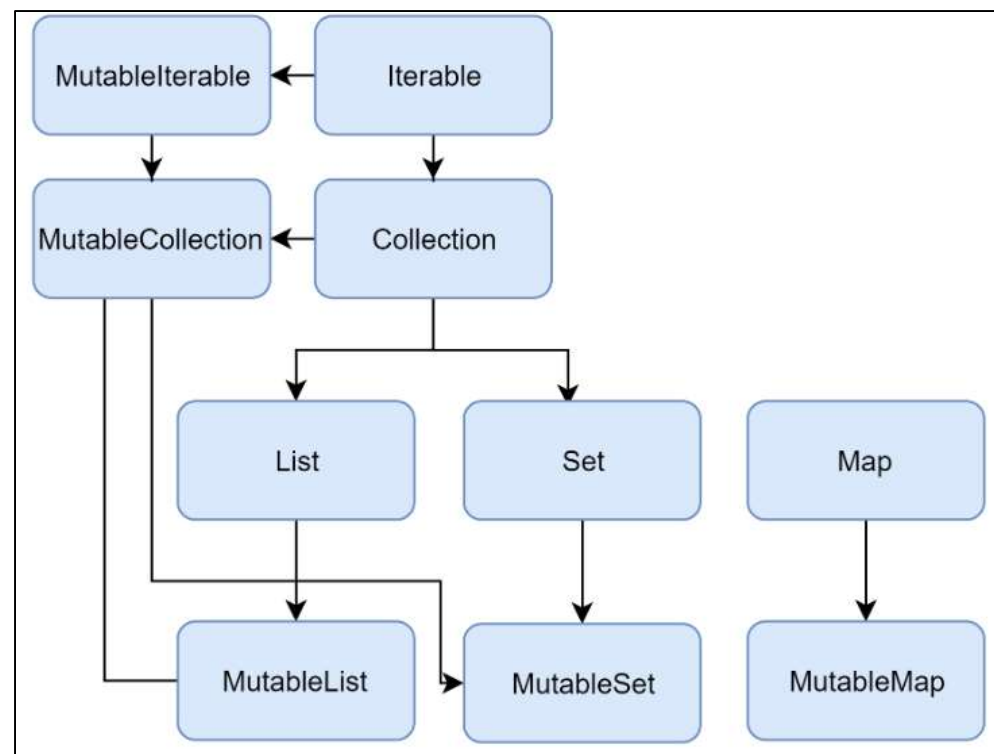 MutableIterable
Iterable
MutableCollection
Collection
List
Set
Map
MutableList
MutableSet
MutableMap